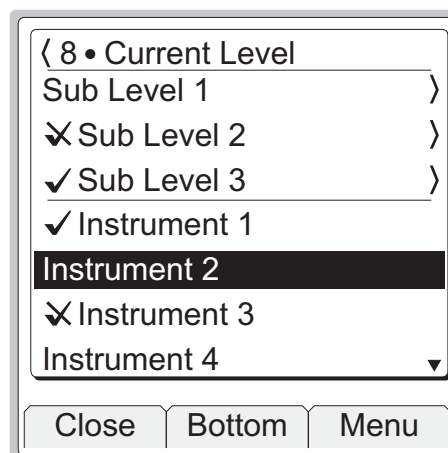 ⟨ 8 • Current Level
Sub Level 1 ⟩
Sub Level 2 ⟩
✓ Sub Level 3 ⟩
✓ Instrument 1
Instrument 2
Instrument 3
Instrument 4 ▼
Close Bottom Menu